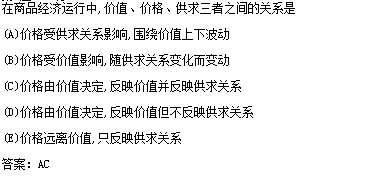 在商品经济运行中,价值、价格、供求三者之间的关系是
(A)价格受供求关系影响,围绕价值上下波动
(B)价格受价值影响,随供求关系变化而变动
(C)价格由价值决定,反映价值并反映供求关系
(D)价格由价值决定,反映价值但不反映供求关系
(E)价格远离价值,只反映供求关系
答案: AC